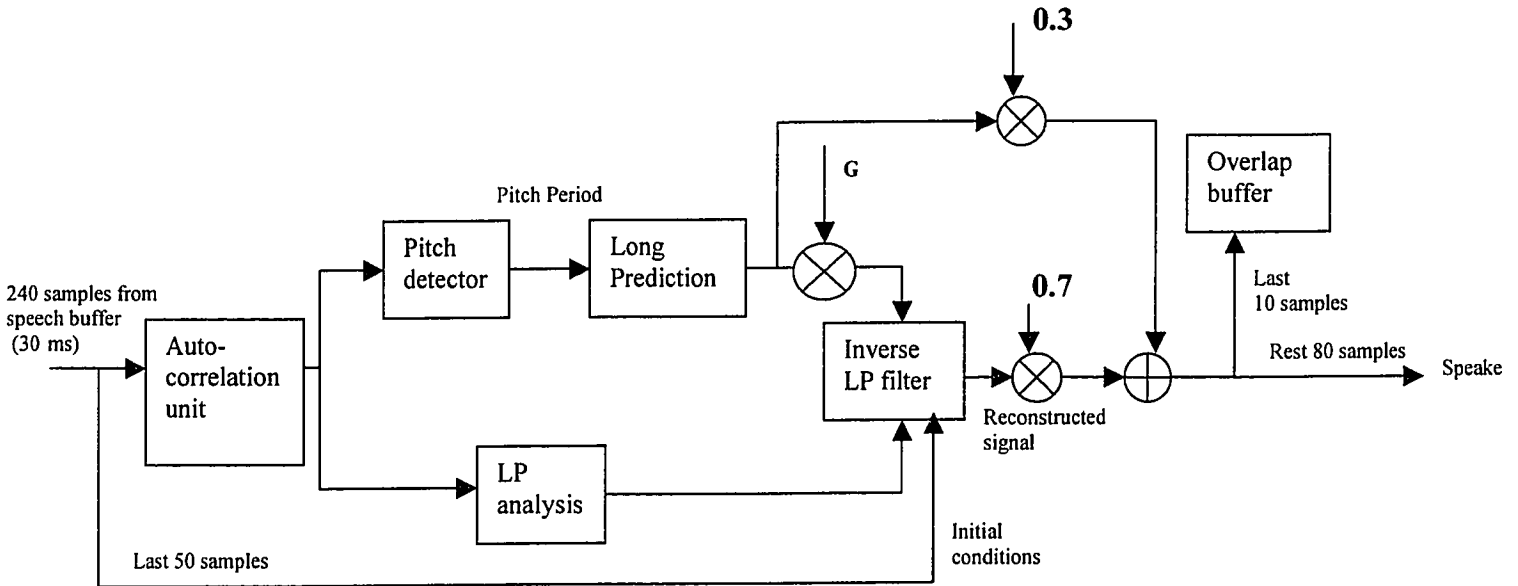 0.3
Overlap
buffer
G
Pitch Period
Pitch
detector
Long
Prediction
240 samples from
speech buffer
(30 ms)
Auto-
correlation
unit
0.7
Last
10 samples
Inverse
LP filter
Rest 80 samples
Speake
Reconstructed
signal
LP
analysis
Initial
conditions
Last 50 samples